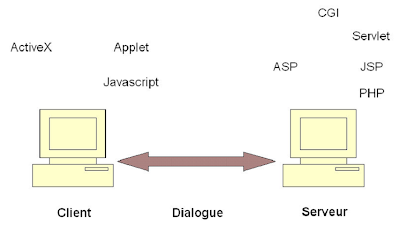 CGI
Servlet
ActiveX
Applet
ASP
JSP
Javascript
PHP
Client
Dialogue
Serveur